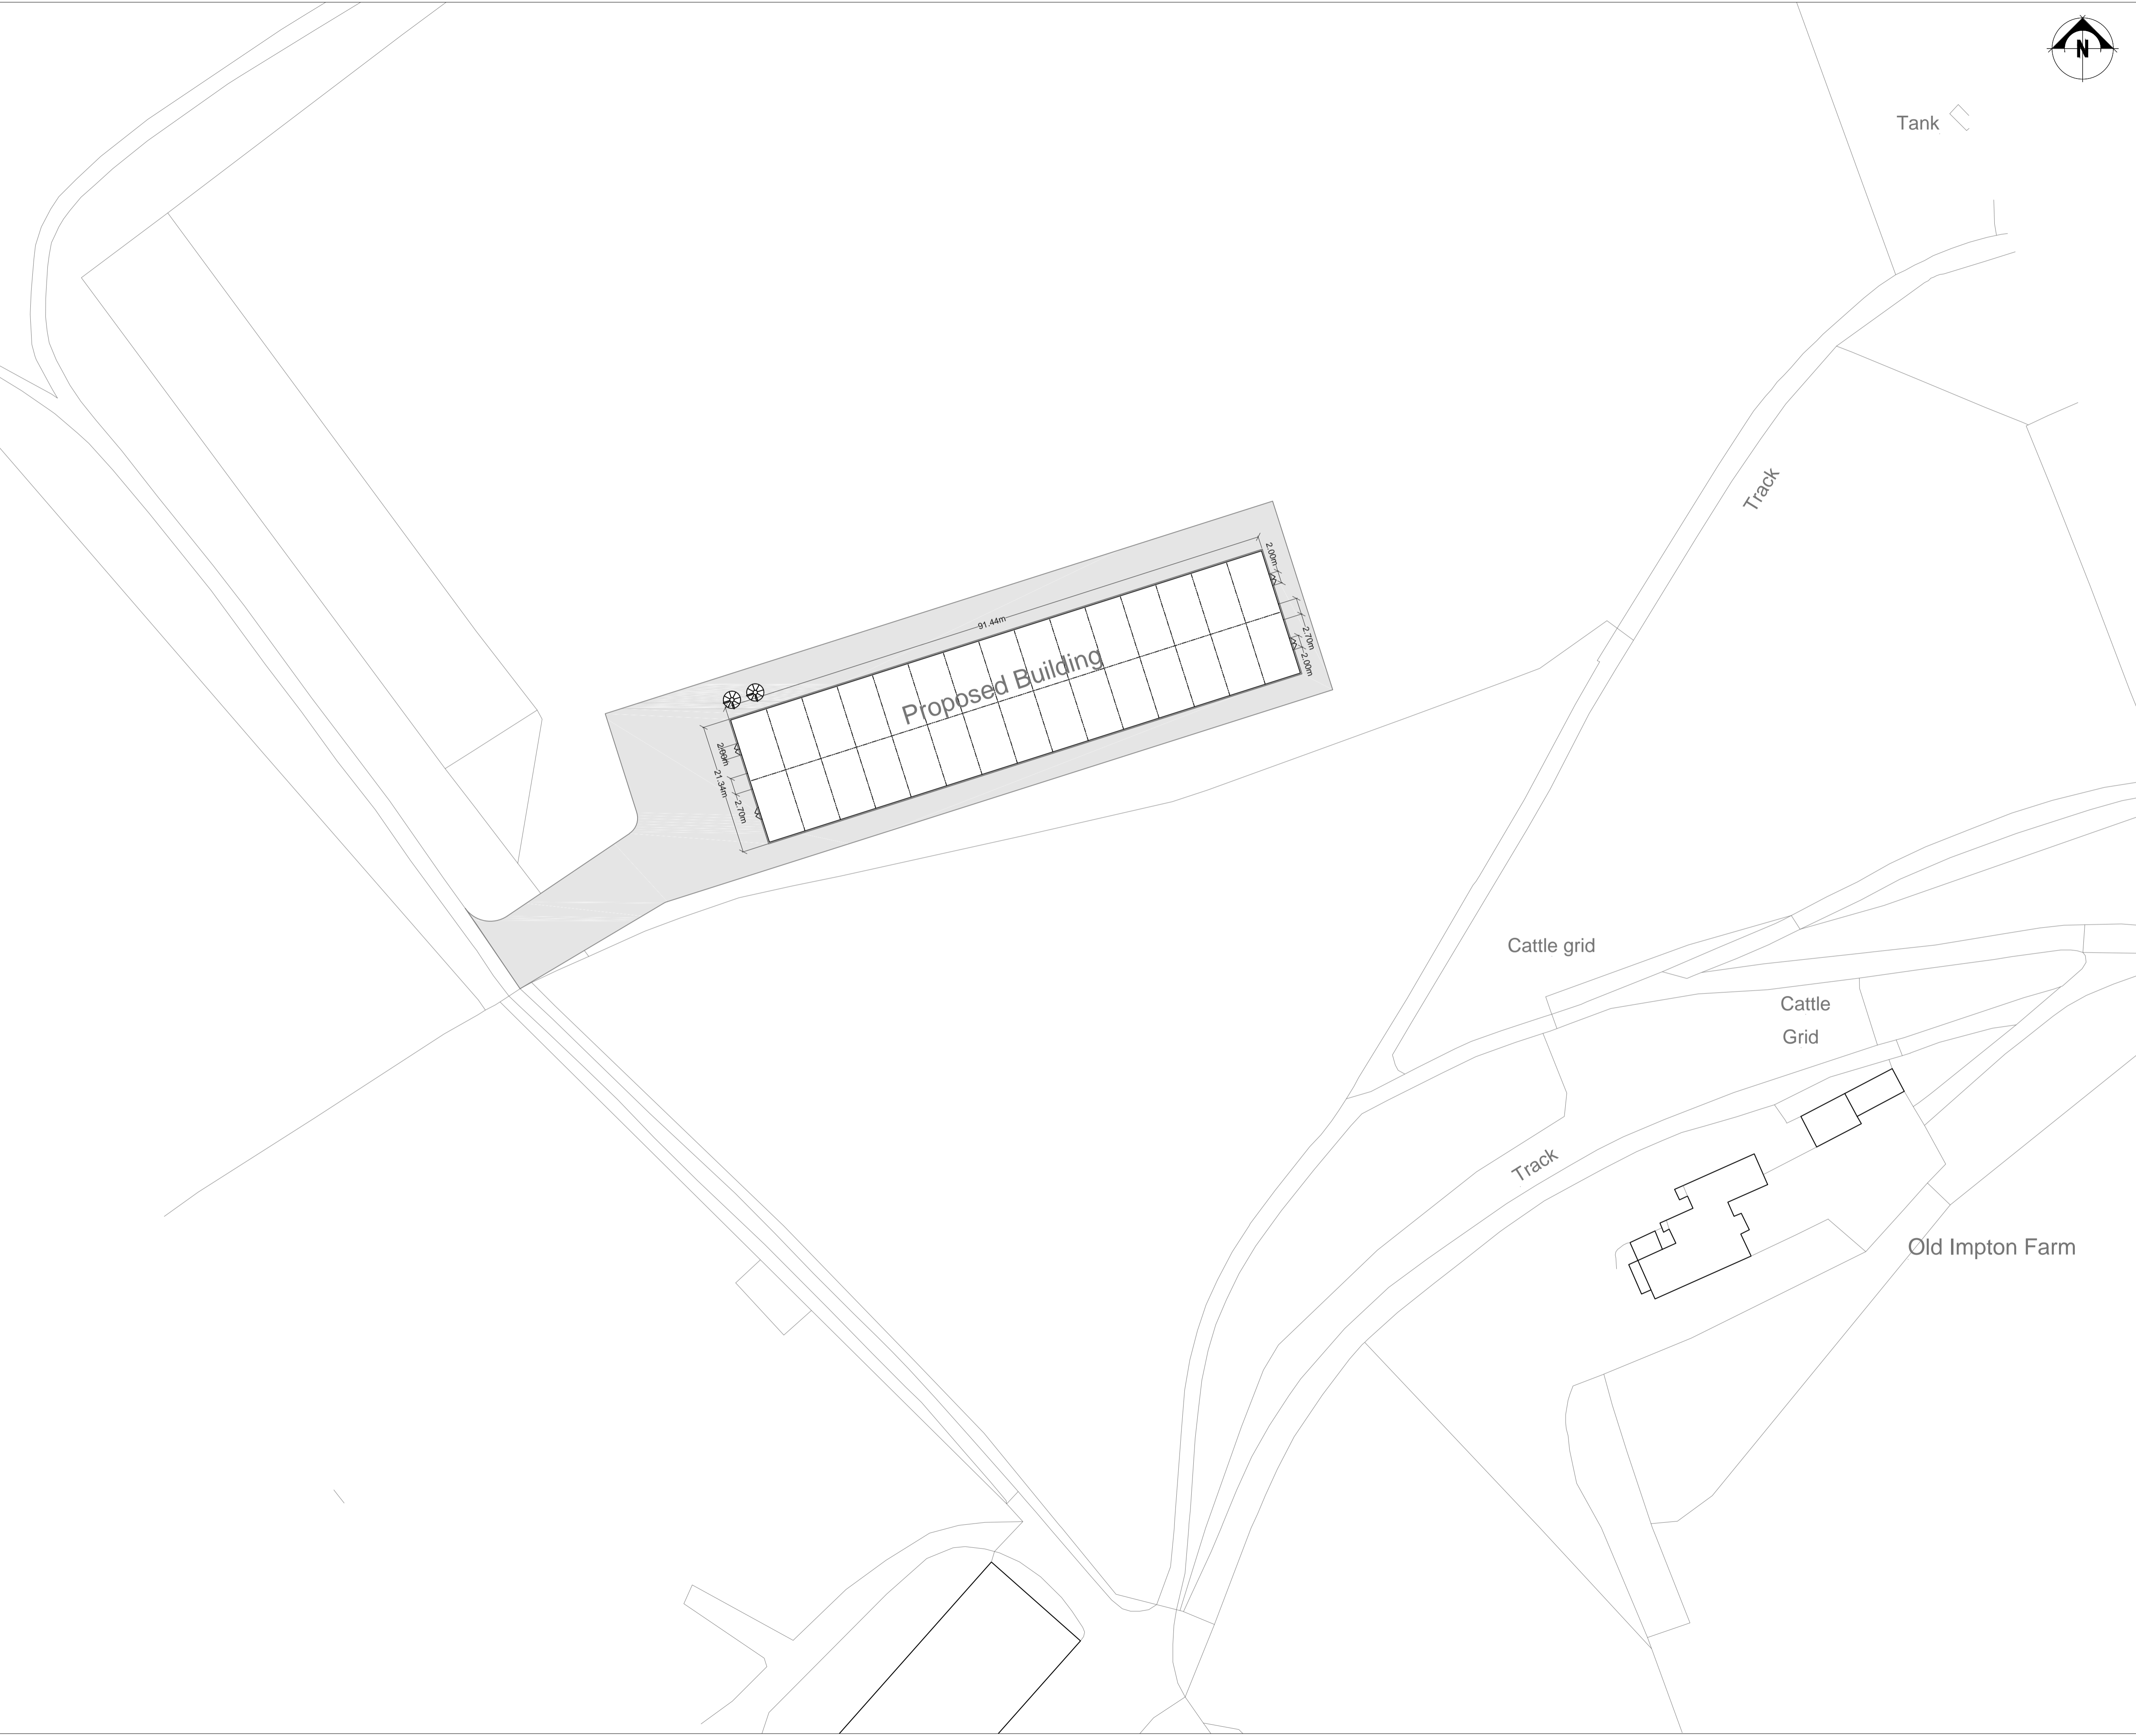 N
Tank
Track
2.00m
91.44m
2.70m
Proposed Building
2.00m
2.00m
21.34m
2.70m
Cattle grid
Cattle
Grid
Track
Old Impton Farm